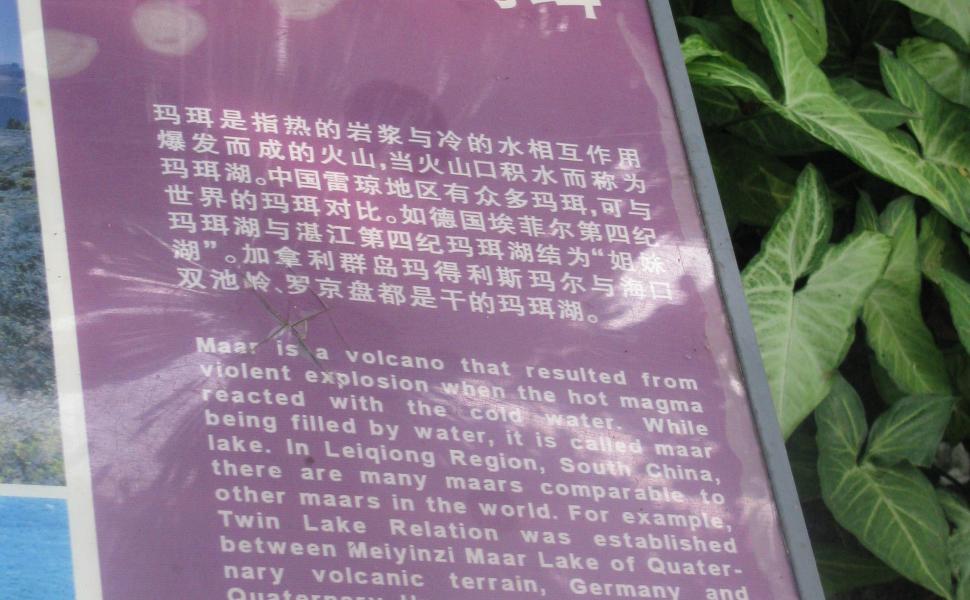 玛珥是指热的岩浆与冷的水相互作用
爆发而成的火山,当火山口积水而称为
玛珥湖。中国雷琼地区有众多玛珥,可与
世界的玛珥对比。如德国埃菲尔第四纪
玛珥湖与湛江第四纪玛珥湖结为“姐妹
湖”。加拿利群岛玛得利斯玛尔与海口
双池岭、罗京盘都是干的玛珥湖。
Maar is a volcano that resulted from
violent explosion when the hot magma
reacted with the cold water. While
being filled by water, it is called maar
lake. In Leiqiong Region, South China,
there are many maars comparable to
other maars in the world. For example,
Twin Lake Relation was established
between Meiyinzi Maar Lake of Quater-
nary volcanic terrain, Germany and
Quaternary